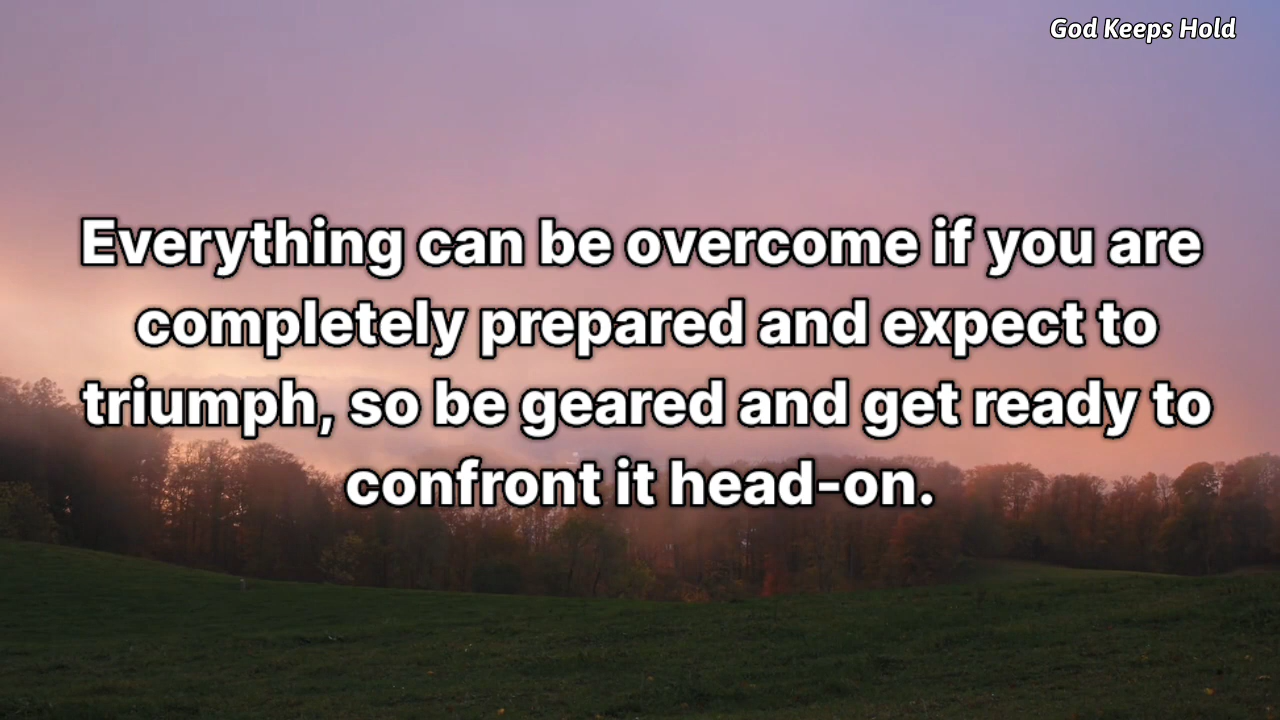 God Keeps Hold
Everything can be overcome if you are
completely prepared and expect to
triumph, so be geared and get ready to
confront it head-on.